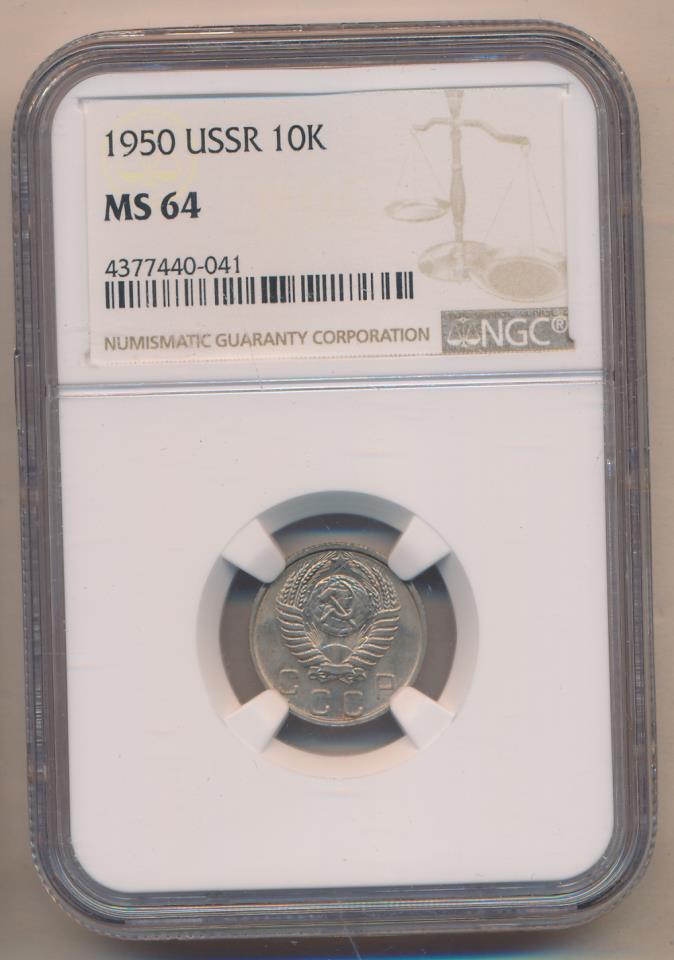 1950 USSR 10K
MS 64
4377440-041
NUMISMATIC GUARANTY CORPORATION
NGC®
СССР